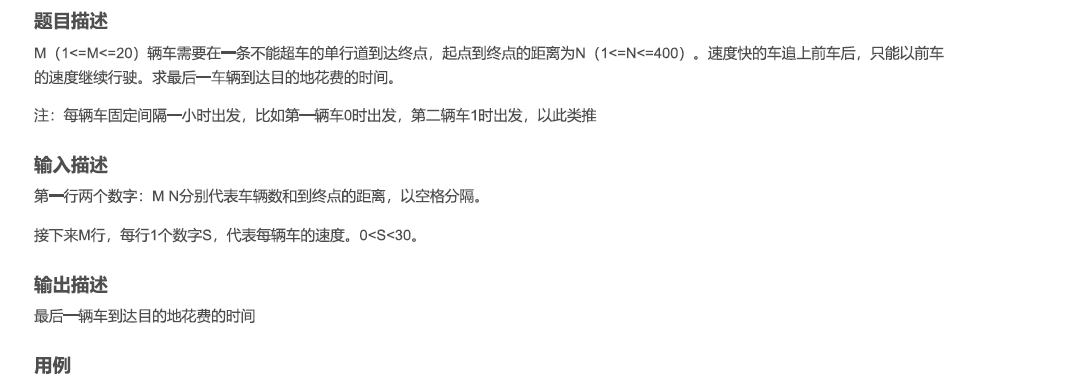 题目描述
M（1<=M<=20）辆车需要在一条不能超车的单行道到达终点，起点到终点的距离为N（1<=N<=400）。速度快的车追上前车后，只能以前车
的速度继续行驶。求最后一车辆到达目的地花费的时间。
注：每辆车固定间隔一小时出发，比如第一辆车0时出发，第二辆车1时出发，以此类推
输入描述
第一行两个数字：M N分别代表车辆数和到终点的距离，以空格分隔。
接下来M行，每行1个数字S，代表每辆车的速度。0<S<30。
输出描述
最后一辆车到达目的地花费的时间
用例